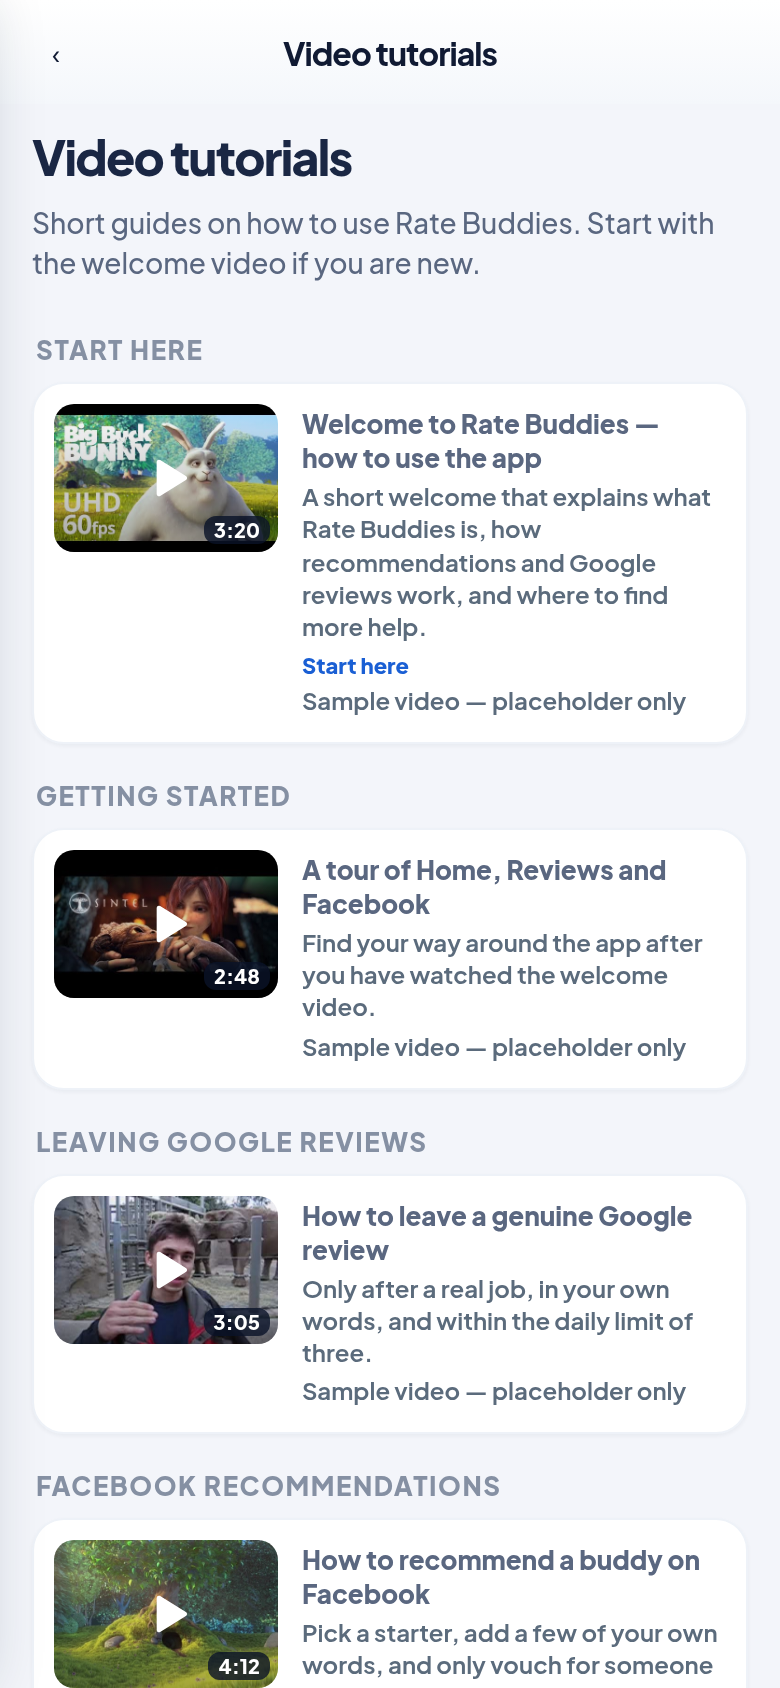 ‹
Video tutorials
Video tutorials
Short guides on how to use Rate Buddies. Start with
the welcome video if you are new.
START HERE
Big Buck
BUNNY
UHD
60fps
3:20
Welcome to Rate Buddies —
how to use the app
A short welcome that explains what
Rate Buddies is, how
recommendations and Google
reviews work, and where to find
more help.
Start here
Sample video — placeholder only
GETTING STARTED
SINTEL
2:48
A tour of Home, Reviews and
Facebook
Find your way around the app after
you have watched the welcome
video.
Sample video — placeholder only
LEAVING GOOGLE REVIEWS
3:05
How to leave a genuine Google
review
Only after a real job, in your own
words, and within the daily limit of
three.
Sample video — placeholder only
FACEBOOK RECOMMENDATIONS
4:12
How to recommend a buddy on
Facebook
Pick a starter, add a few of your own
words, and only vouch for someone